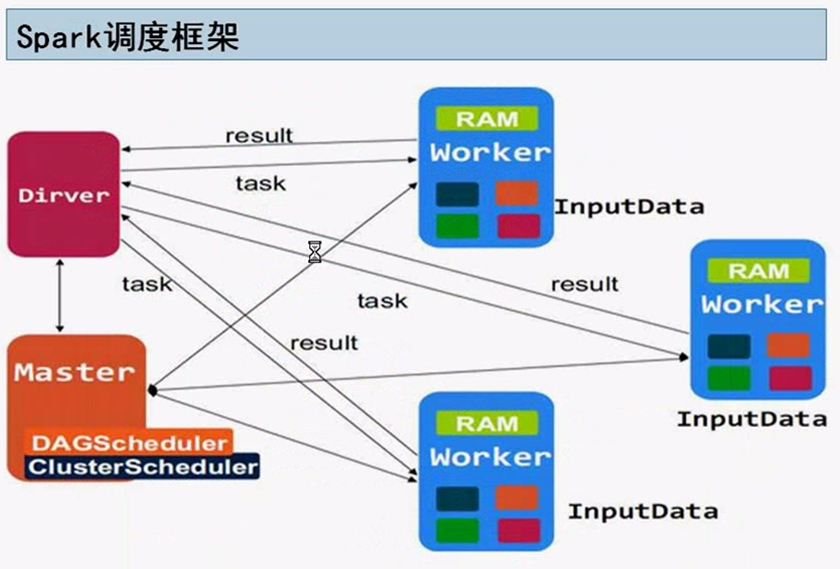 Spark调度框架
RAM
Worker
InputData
result
task
Dirver
RAM
Worker
InputData
result
task
task
result
Master
DAGScheduler
ClusterScheduler
RAM
Worker
InputData